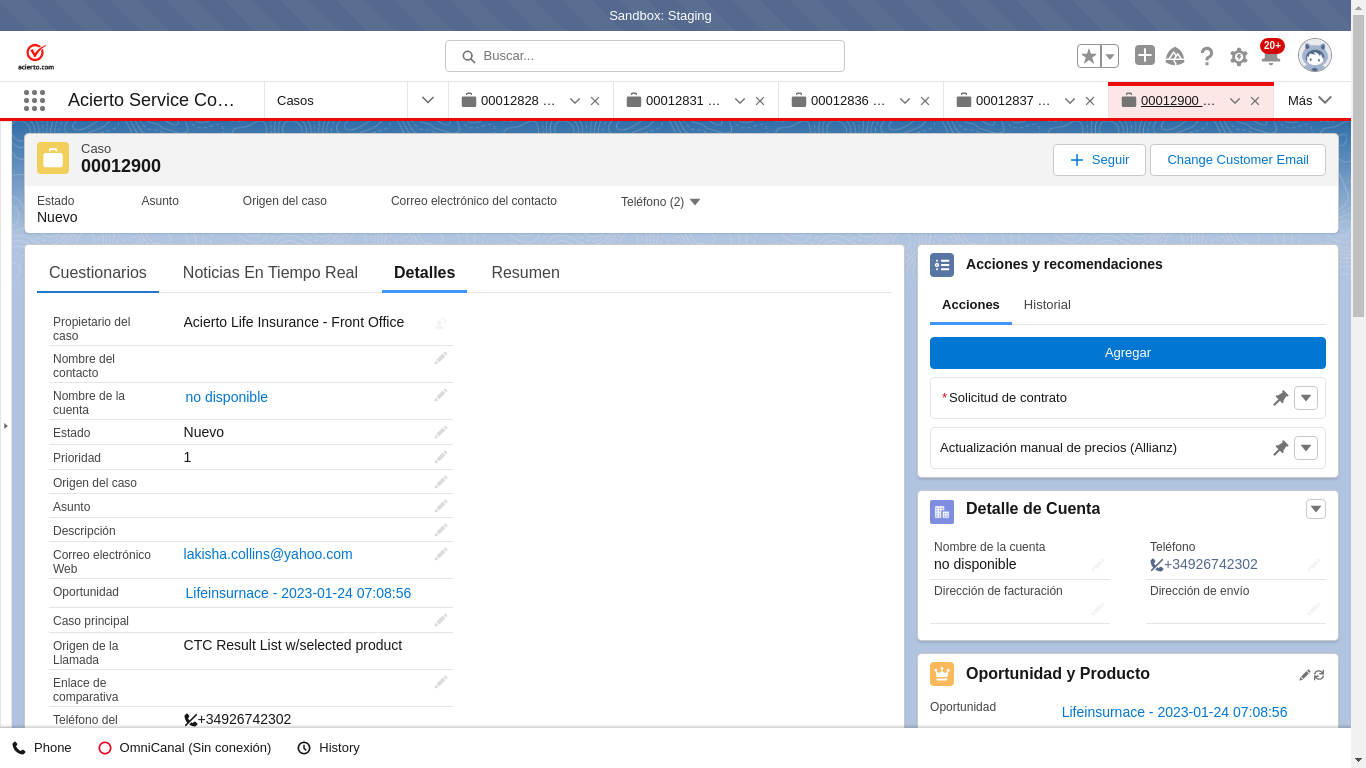 Sandbox: Staging
acierto.com
Buscar...
20+
Acierto Service Co…
Casos
00012828 …
00012831 …
00012836 …
00012837 …
00012900 …
Más
Caso
00012900
Seguir
Change Customer Email
Estado
Asunto
Origen del caso
Correo electrónico del contacto
Teléfono (2)
Nuevo
Cuestionarios
Noticias En Tiempo Real
Detalles
Resumen
Propietario del
caso
Acierto Life Insurance - Front Office
Nombre del
contacto
Nombre de la
cuenta
no disponible
Estado
Nuevo
Prioridad
1
Origen del caso
Asunto
Descripción
Correo electrónico
Web
lakisha.collins@yahoo.com
Oportunidad
Lifeinsurnace - 2023-01-24 07:08:56
Caso principal
Origen de la
Llamada
CTC Result List w/selected product
Enlace de
comparativa
Teléfono del
+34926742302
Acciones y recomendaciones
Acciones
Historial
Agregar
*Solicitud de contrato
Actualización manual de precios (Allianz)
Detalle de Cuenta
Nombre de la cuenta
no disponible
Teléfono
+34926742302
Dirección de facturación
Dirección de envío
Oportunidad y Producto
Oportunidad
Lifeinsurnace - 2023-01-24 07:08:56
Phone
OmniCanal (Sin conexión)
History